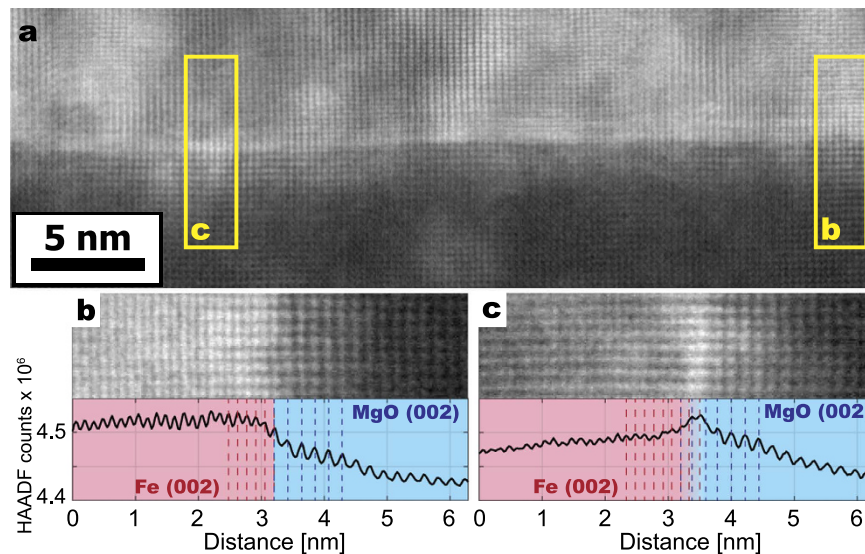 a
c
b
5 nm
b
c
HAADF counts x 10⁶
4.5
4.4
MgO (002)
Fe (002)
MgO (002
Fe (002)
0 1 2 3 4 5 6
0 1 2 3 4 5 6
Distance [nm]
Distance [nm]